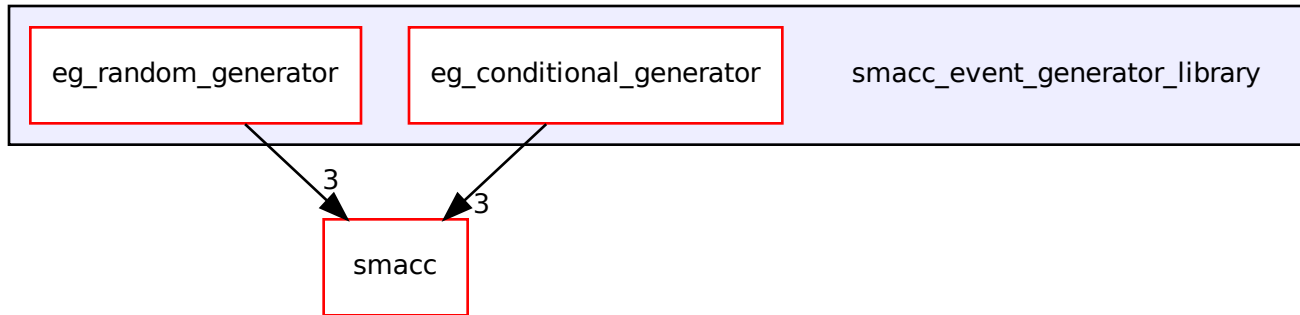 eg_random_generator
eg_conditional_generator
smacc_event_generator_library
3
3
smacc